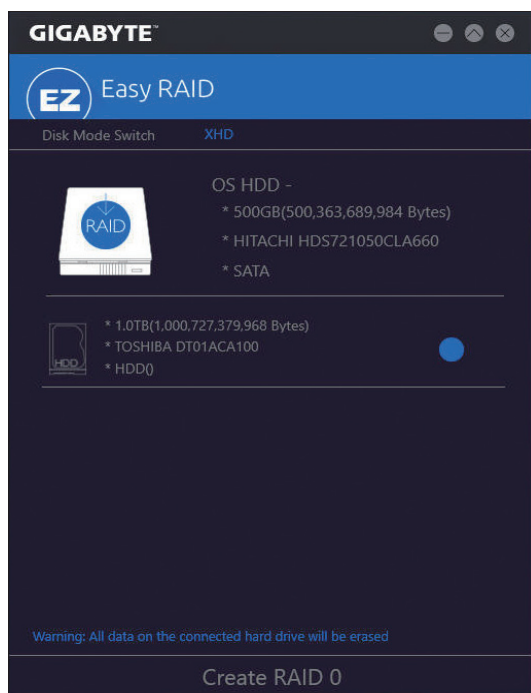 GIGABYTE™
EZ Easy RAID
Disk Mode Switch XHD
RAID
OS HDD -
* 500GB(500,363,689,984 Bytes)
* HITACHI HDS721050CLA660
* SATA
HDD
* 1.0TB(1,000,727,379,968 Bytes)
* TOSHIBA DT01ACA100
* HDD()
Warning: All data on the connected hard drive will be erased
Create RAID 0